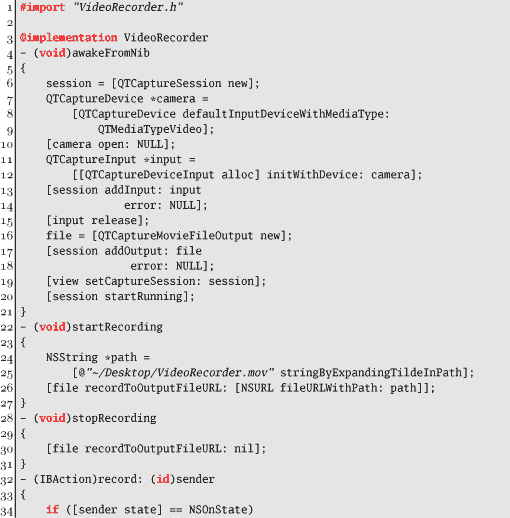 1 #import "VideoRecorder.h"
2
3 @implementation VideoRecorder
4 - (void)awakeFromNib
5 {
6     session = [QTCaptureSession new];
7     QTCaptureDevice *camera =
8         [QTCaptureDevice defaultInputDeviceWithMediaType:
9             QTMediaTypeVideo];
10     [camera open: NULL];
11     QTCaptureInput *input =
12         [[QTCaptureDeviceInput alloc] initWithDevice: camera];
13     [session addInput: input
14                 error: NULL];
15     [input release];
16     file = [QTCaptureMovieFileOutput new];
17     [session addOutput: file
18                  error: NULL];
19     [view setCaptureSession: session];
20     [session startRunning];
21 }
22 - (void)startRecording
23 {
24     NSString *path =
25         [@"~/Desktop/VideoRecorder.mov" stringByExpandingTildeInPath];
26     [file recordToOutputFileURL: [NSURL fileURLWithPath: path]];
27 }
28 - (void)stopRecording
29 {
30     [file recordToOutputFileURL: nil];
31 }
32 - (IBAction)record: (id)sender
33 {
34     if ([sender state] == NSOnState)